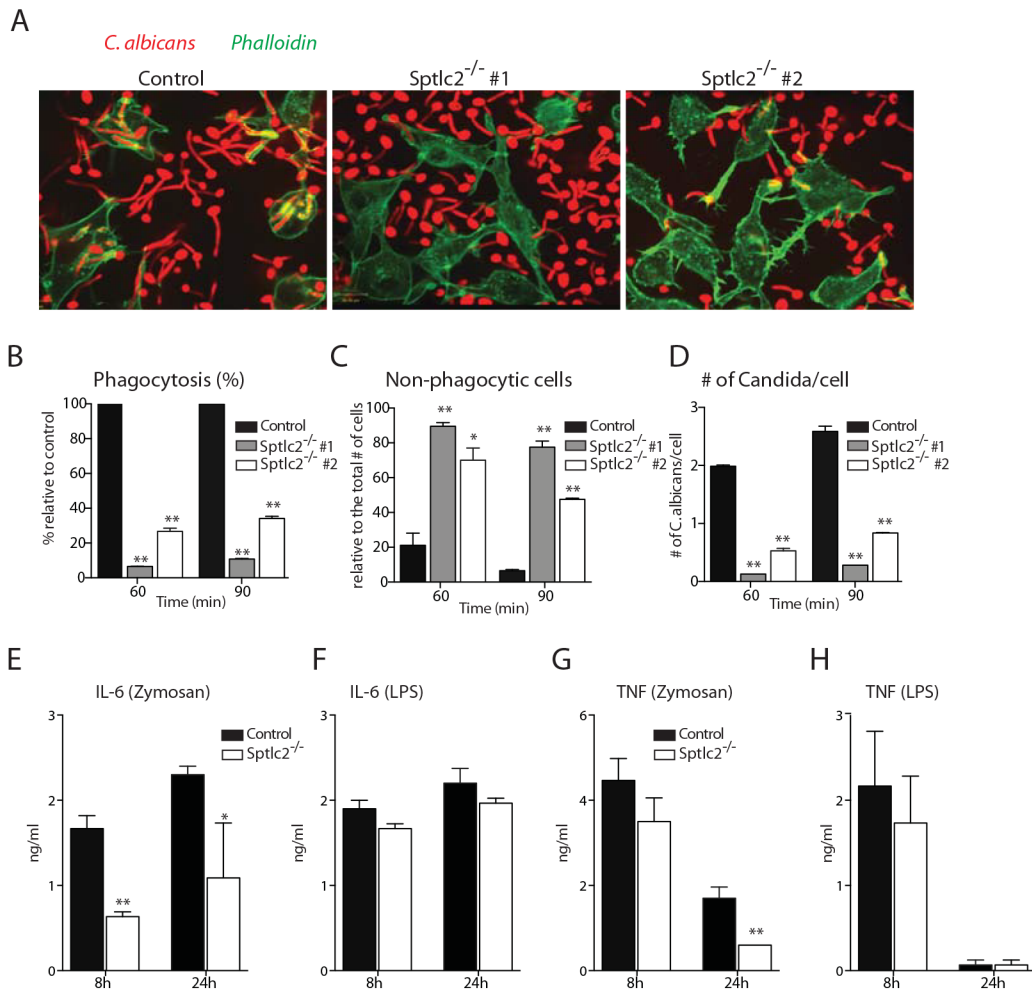 A
C. albicans Phalloidin
Control Sptlc2-/- #1 Sptlc2-/- #2
B
Phagocytosis (%)
% relative to control
100
80
60
40
20
0
60 90
Time (min)
Control
Sptlc2-/- #1
Sptlc2-/- #2
** ** ** **
C
Non-phagocytic cells
relative to the total # of cells
80
60
40
20
0
60 90
Time (min)
Control
Sptlc2-/- #1
Sptlc2-/- #2
** * ** **
D
# of Candida/cell
# of C. albicans/cell
3
2
1
0
60 90
Time (min)
Control
Sptlc2-/- #1
Sptlc2-/- #2
** ** ** **
E
IL-6 (Zymosan)
ng/ml
3
2
1
0
8h 24h
Control
Sptlc2-/-
** *
F
IL-6 (LPS)
ng/ml
3
2
1
0
8h 24h
G
TNF (Zymosan)
ng/ml
6
4
2
0
8h 24h
Control
Sptlc2-/-
**
H
TNF (LPS)
ng/ml
3
2
1
0
8h 24h